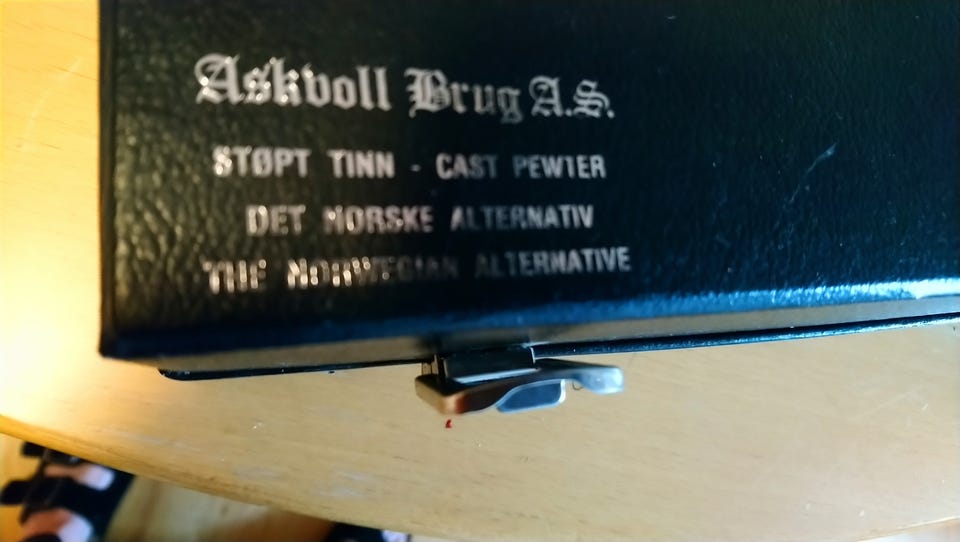 Askvoll Brug A.S.
STØPT TINN - CAST PEWTER
DET NORSKE ALTERNATIV
THE NORWEGIAN ALTERNATIVE